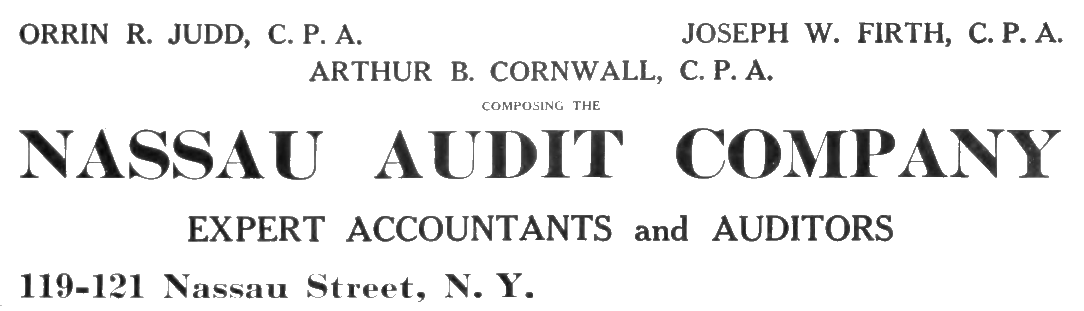 ORRIN R. JUDD, C. P. A. JOSEPH W. FIRTH, C. P. A.
ARTHUR B. CORNWALL, C. P. A.
COMPOSING THE
NASSAU AUDIT COMPANY
EXPERT ACCOUNTANTS and AUDITORS
119-121 Nassau Street, N. Y.